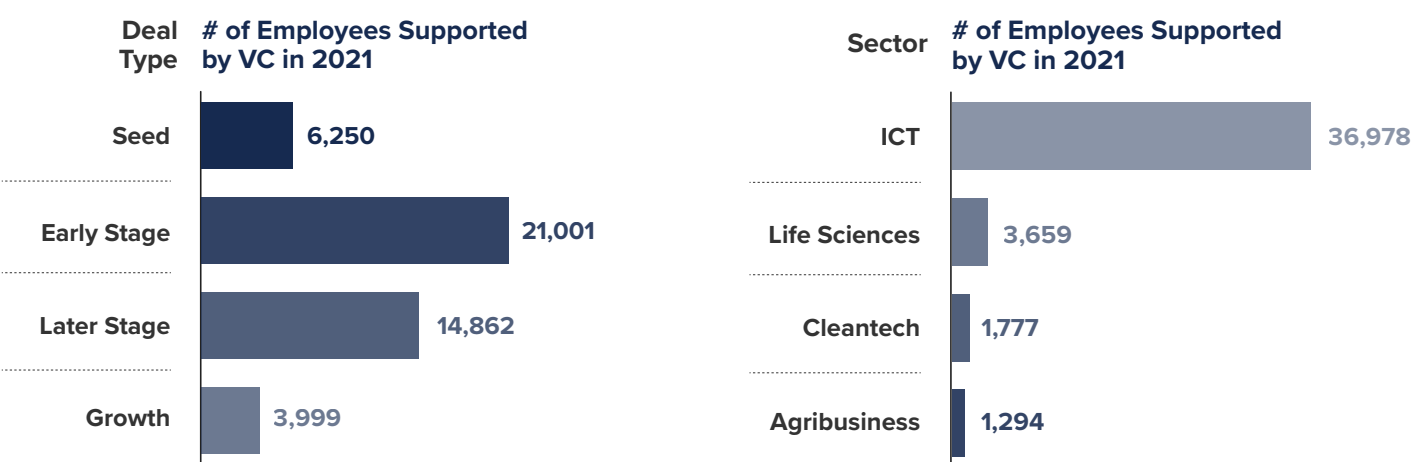 Deal
Type
# of Employees Supported
by VC in 2021
Seed
6,250
Early Stage
21,001
Later Stage
14,862
Growth
3,999
Sector
# of Employees Supported
by VC in 2021
ICT
36,978
Life Sciences
3,659
Cleantech
1,777
Agribusiness
1,294